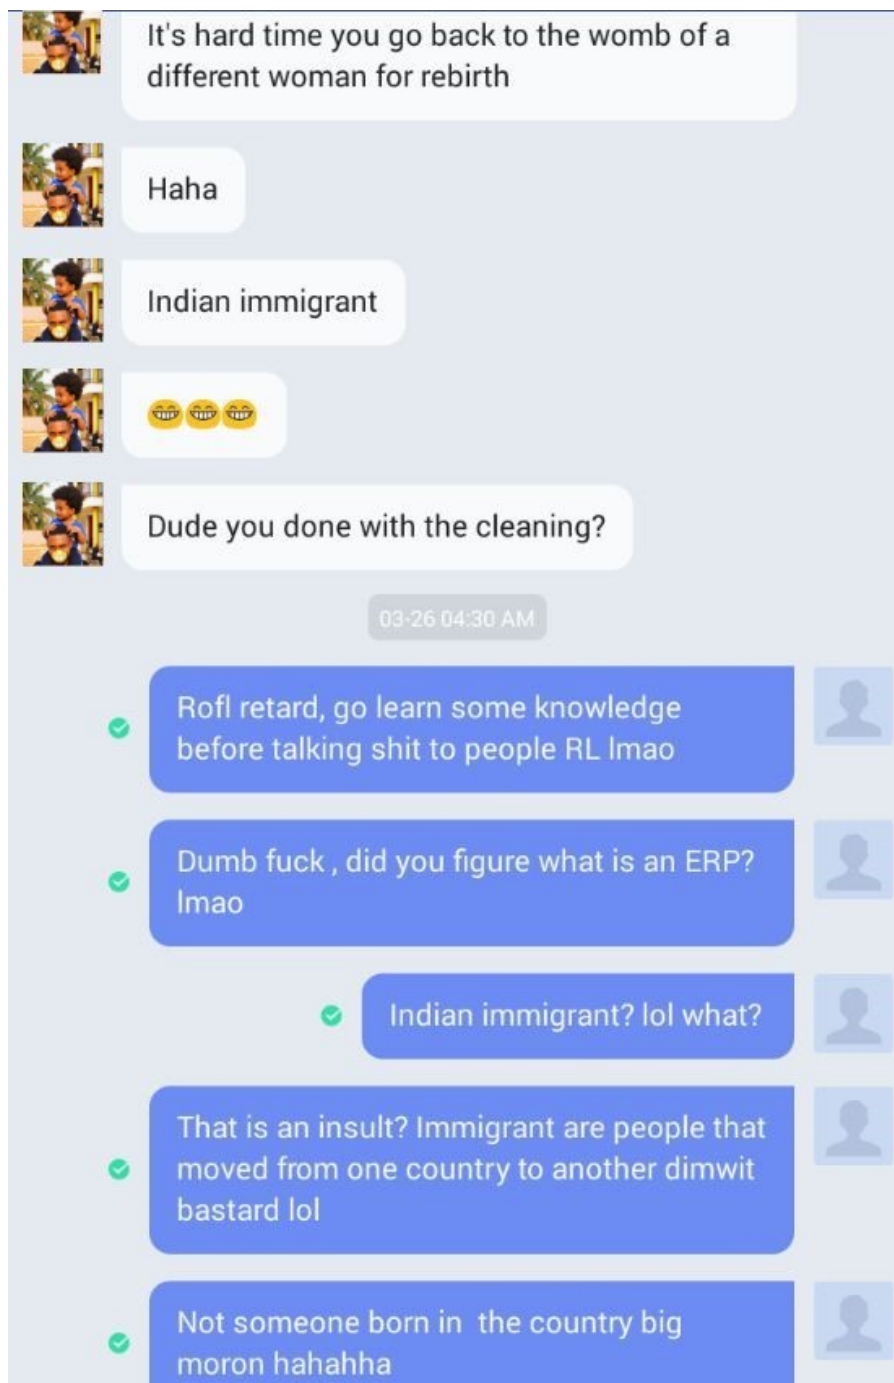 It's hard time you go back to the womb of a
different woman for rebirth
Haha
Indian immigrant
😁😁😁
Dude you done with the cleaning?
03-26 04:30 AM
Rofl retard, go learn some knowledge
before talking shit to people RL lmao
Dumb fuck , did you figure what is an ERP?
lmao
Indian immigrant? lol what?
That is an insult? Immigrant are people that
moved from one country to another dimwit
bastard lol
Not someone born in  the country big
moron hahahha